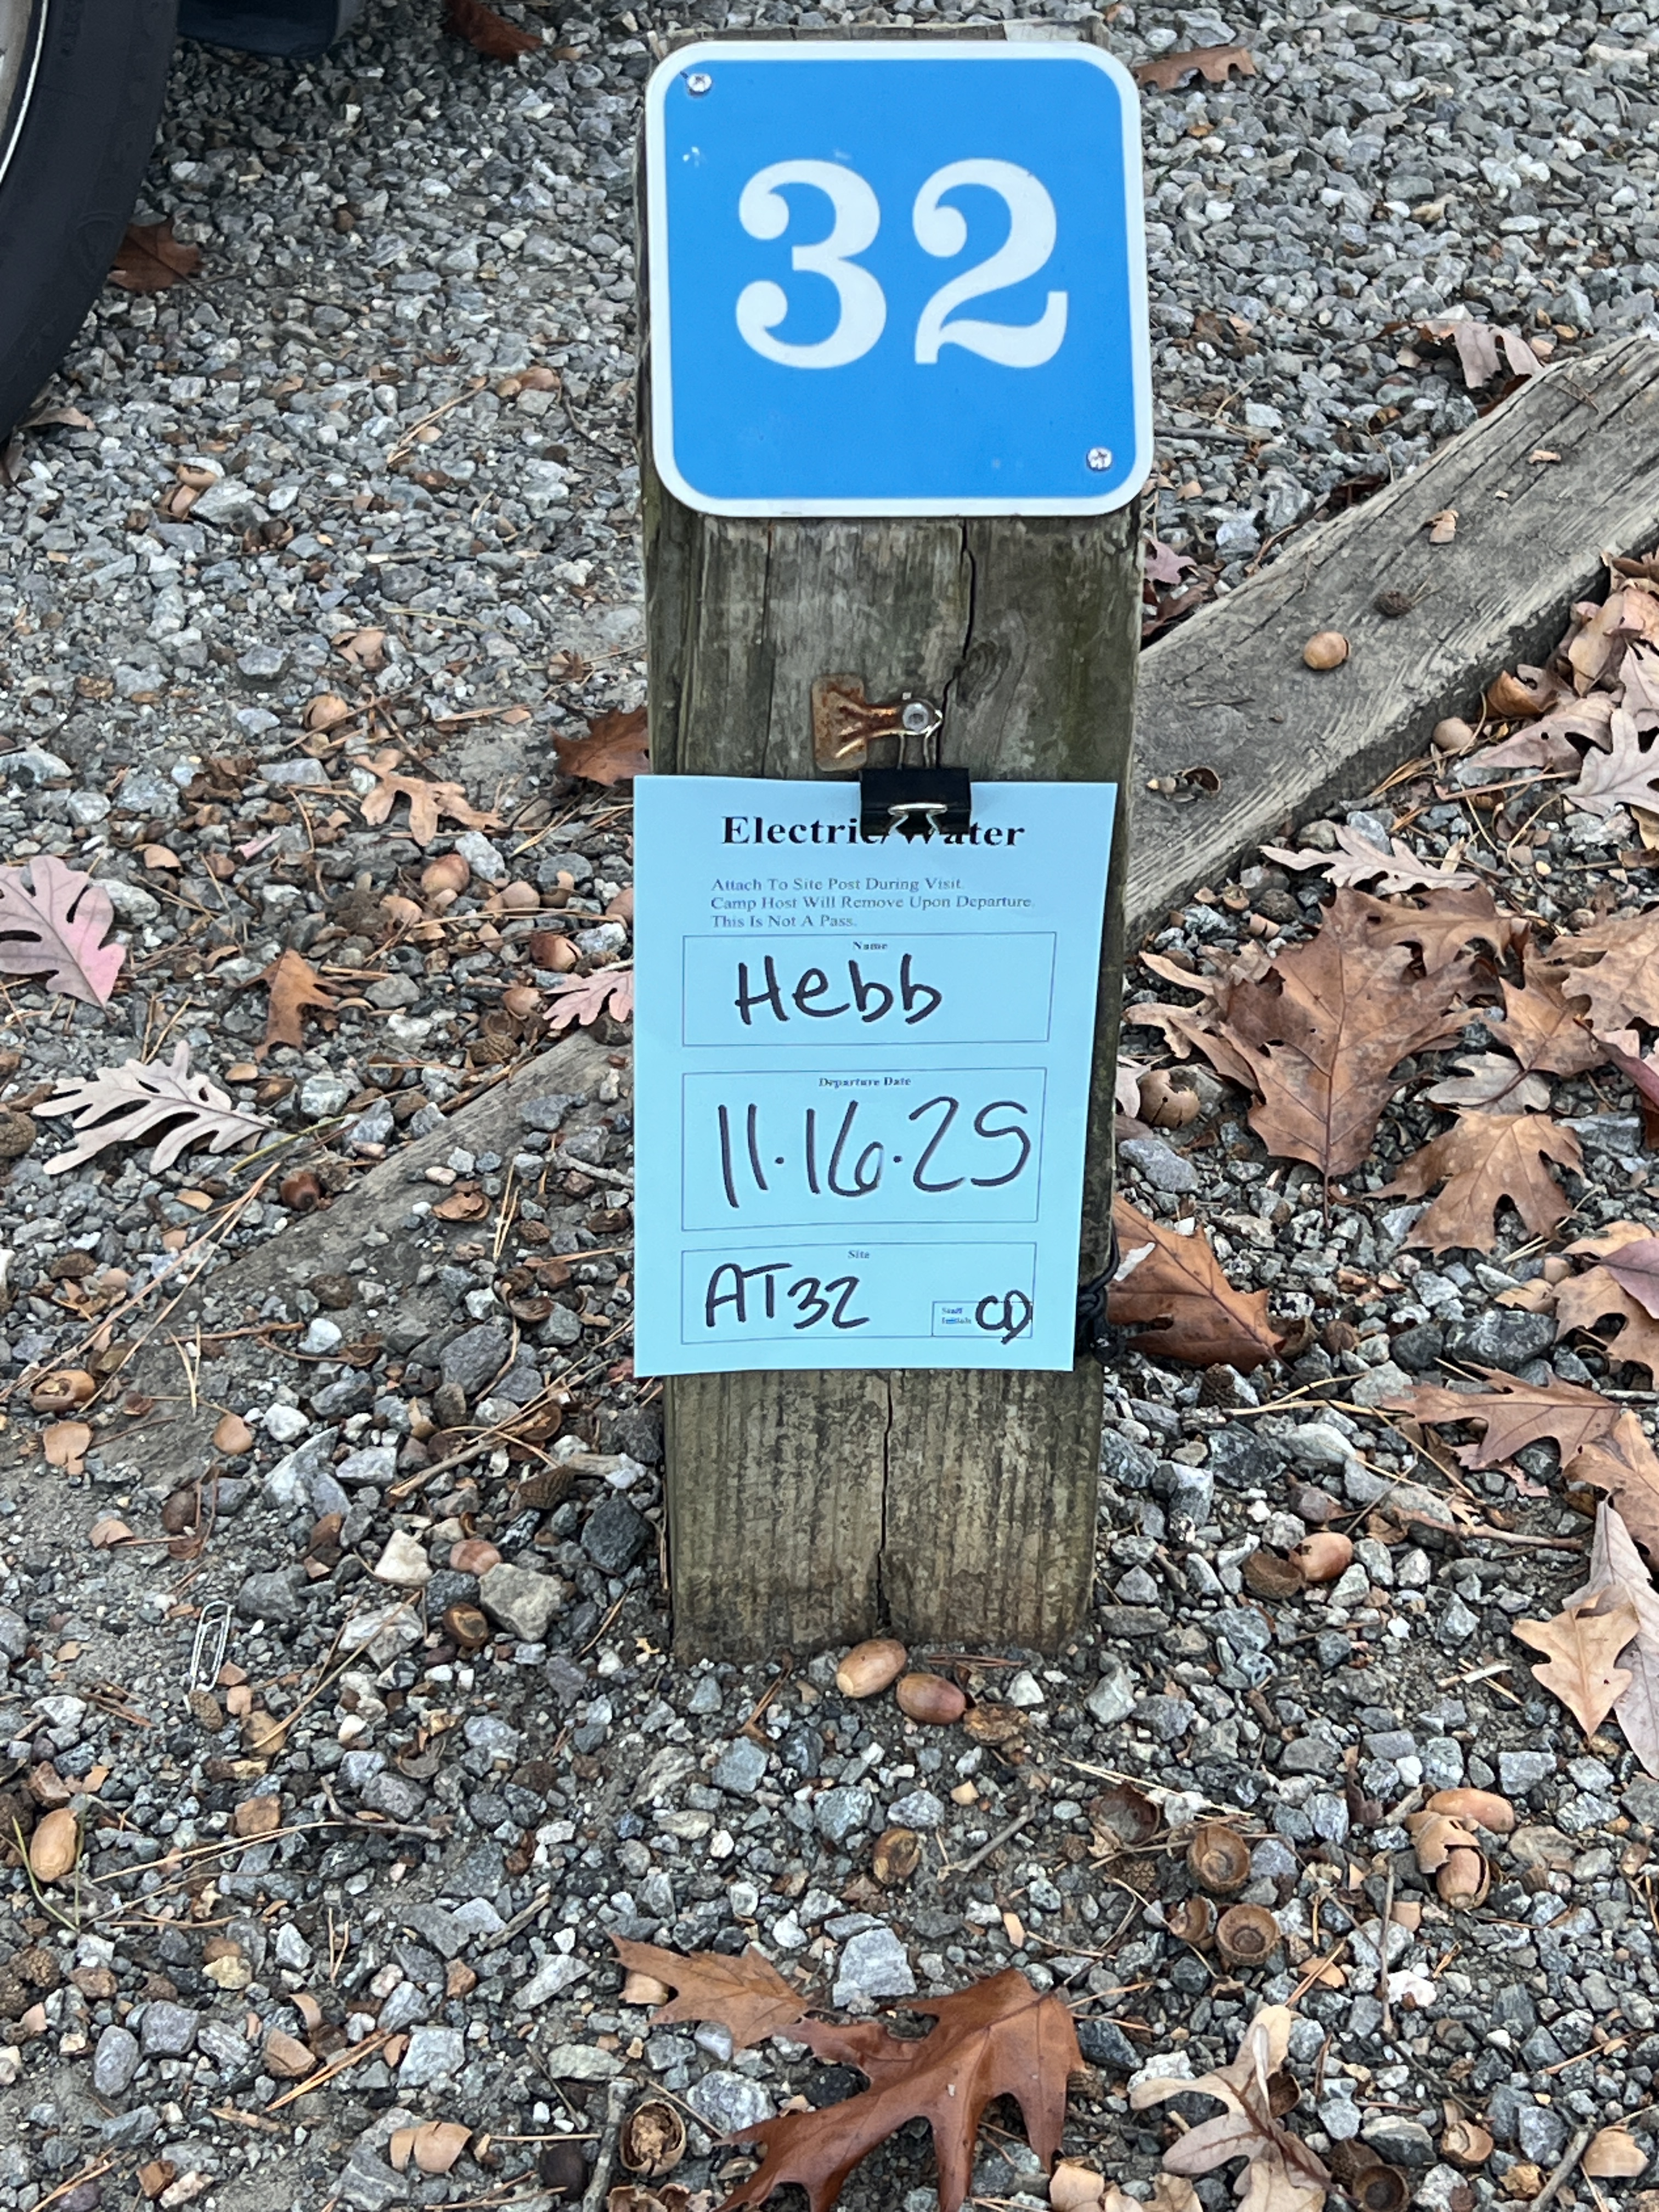 32
Electric/Water
Attach To Site Post During Visit.
Camp Host Will Remove Upon Departure.
This Is Not A Pass.
Name
Hebb
Departure Date
11.16.25
Site
AT32
Staff
Initials
CD